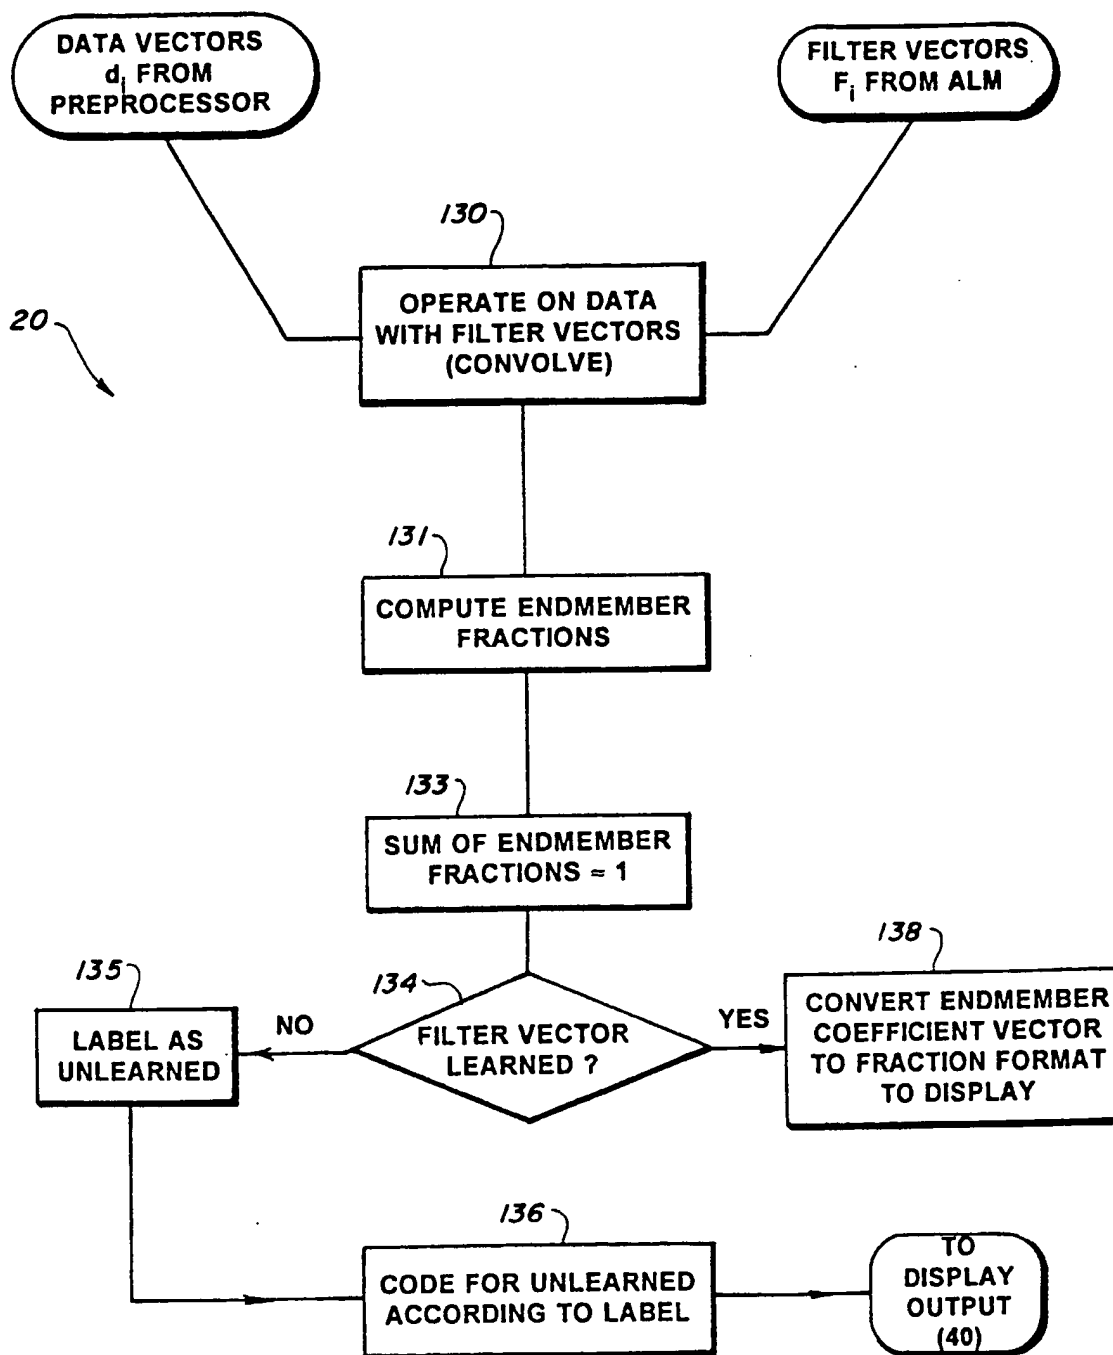 DATA VECTORS
di FROM
PREPROCESSOR
FILTER VECTORS
Fi FROM ALM
130
OPERATE ON DATA
WITH FILTER VECTORS
(CONVOLVE)
20
131
COMPUTE ENDMEMBER
FRACTIONS
133
SUM OF ENDMEMBER
FRACTIONS ≈ 1
134
FILTER VECTOR
LEARNED ?
NO
YES
135
LABEL AS
UNLEARNED
138
CONVERT ENDMEMBER
COEFFICIENT VECTOR
TO FRACTION FORMAT
TO DISPLAY
136
CODE FOR UNLEARNED
ACCORDING TO LABEL
TO
DISPLAY
OUTPUT
(40)